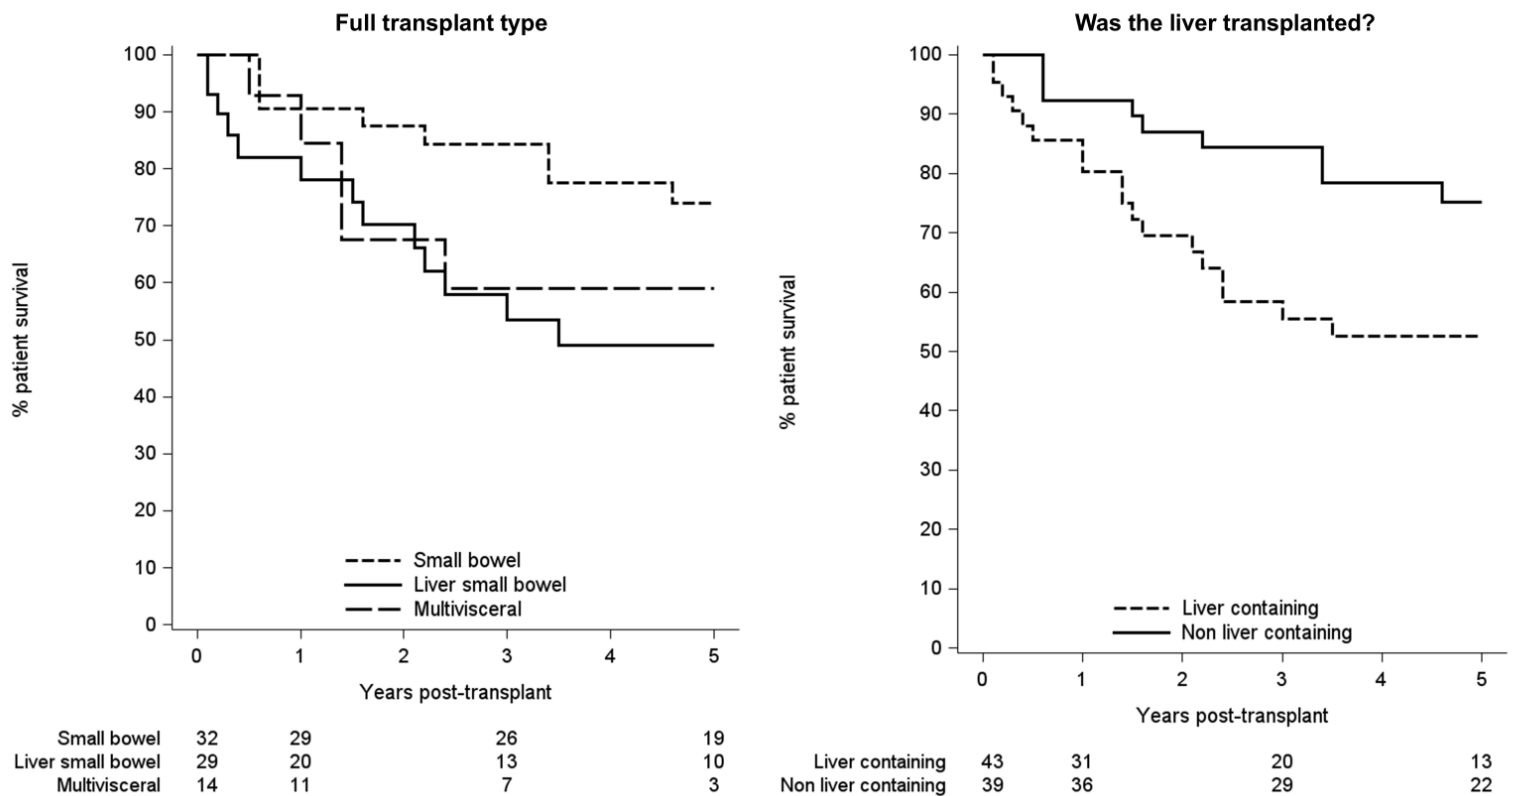 Full transplant type
100
90
80
70
60
50
40
30
20
10
0
% patient survival
Small bowel
Liver small bowel
Multivisceral
0 1 2 3 4 5
Years post-transplant
Small bowel 32 29 26 19
Liver small bowel 29 20 13 10
Multivisceral 14 11 7 3
Was the liver transplanted?
100
90
80
70
60
50
40
30
20
10
0
% patient survival
Liver containing
Non liver containing
0 1 2 3 4 5
Years post-transplant
Liver containing 43 31 20 13
Non liver containing 39 36 29 22